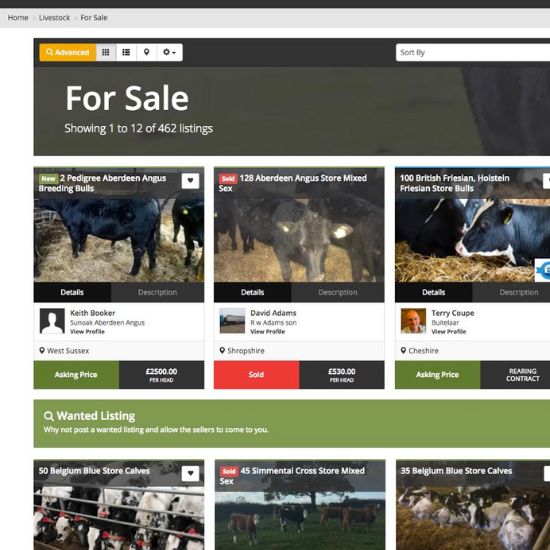 Home » Livestock » For Sale
Advanced
Sort By
For Sale
Showing 1 to 12 of 462 listings
New 2 Pedigree Aberdeen Angus
Breeding Bulls
Details Description
Keith Booker
Sunoak Aberdeen Angus
View Profile
West Sussex
Asking Price
£2500.00
PER HEAD
Sold 128 Aberdeen Angus Store Mixed
Sex
Details Description
David Adams
R w Adams son
View Profile
Shropshire
Sold
£530.00
PER HEAD
100 British Friesian, Holstein
Friesian Store Bulls
Details Description
Terry Coupe
Buitelaar
View Profile
Cheshire
Asking Price
REARING
CONTRACT
Wanted Listing
Why not post a wanted listing and allow the sellers to come to you.
50 Belgium Blue Store Calves
Sold 45 Simmental Cross Store Mixed
Sex
35 Belgium Blue Store Calves